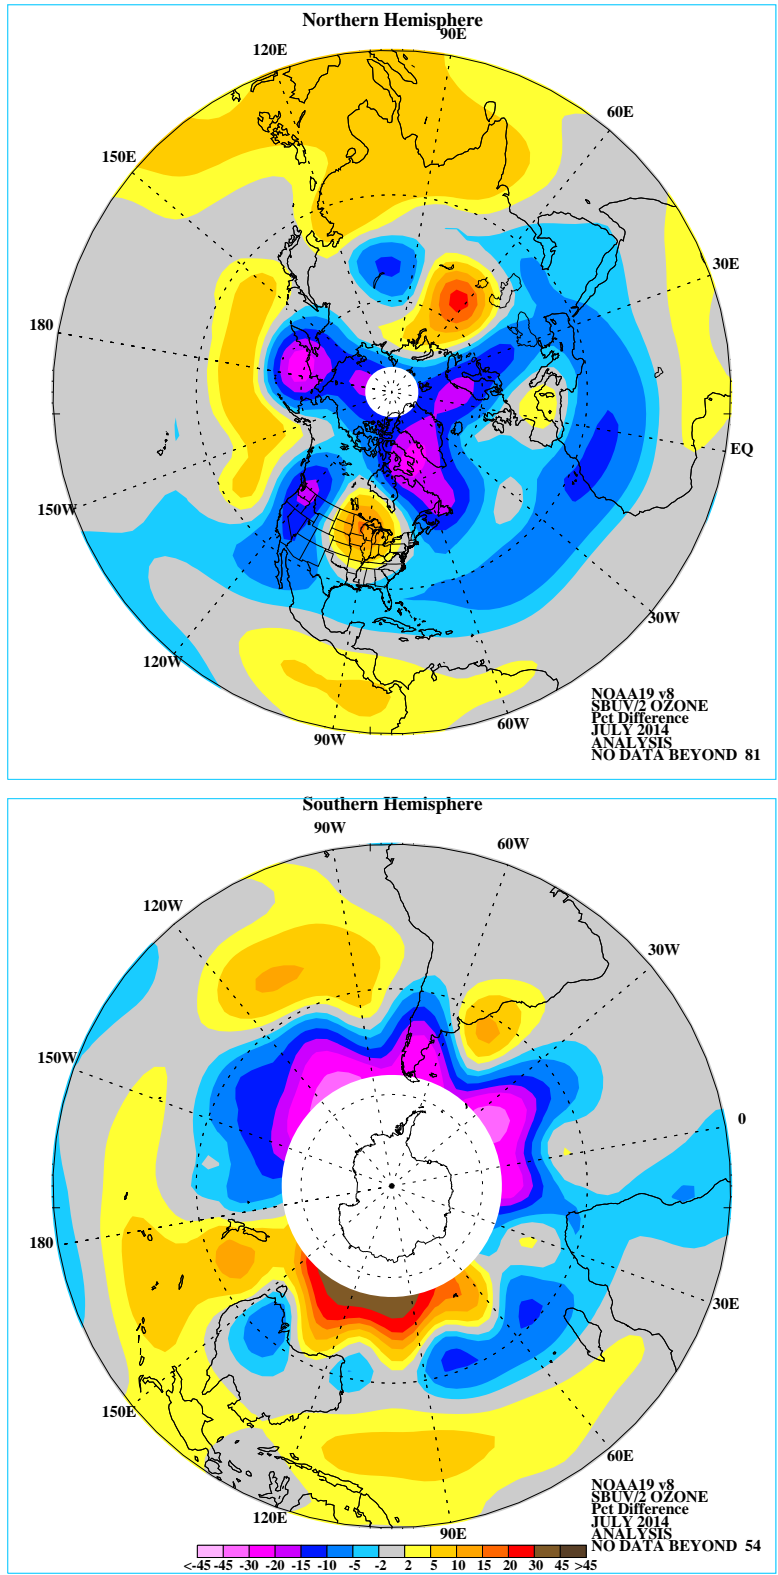 Northern Hemisphere
90E
120E
60E
150E
30E
180
EQ
150W
30W
120W
60W
90W
NOAA19 v8
SBUV/2 OZONE
Pct Difference
JULY 2014
ANALYSIS
NO DATA BEYOND 81
Southern Hemisphere
90W
60W
120W
30W
150W
0
180
30E
150E
60E
120E
90E
NOAA19 v8
SBUV/2 OZONE
Pct Difference
JULY 2014
ANALYSIS
NO DATA BEYOND 54
<-45 -45 -30 -20 -15 -10 -5 -2 2 5 10 15 20 30 45 >45